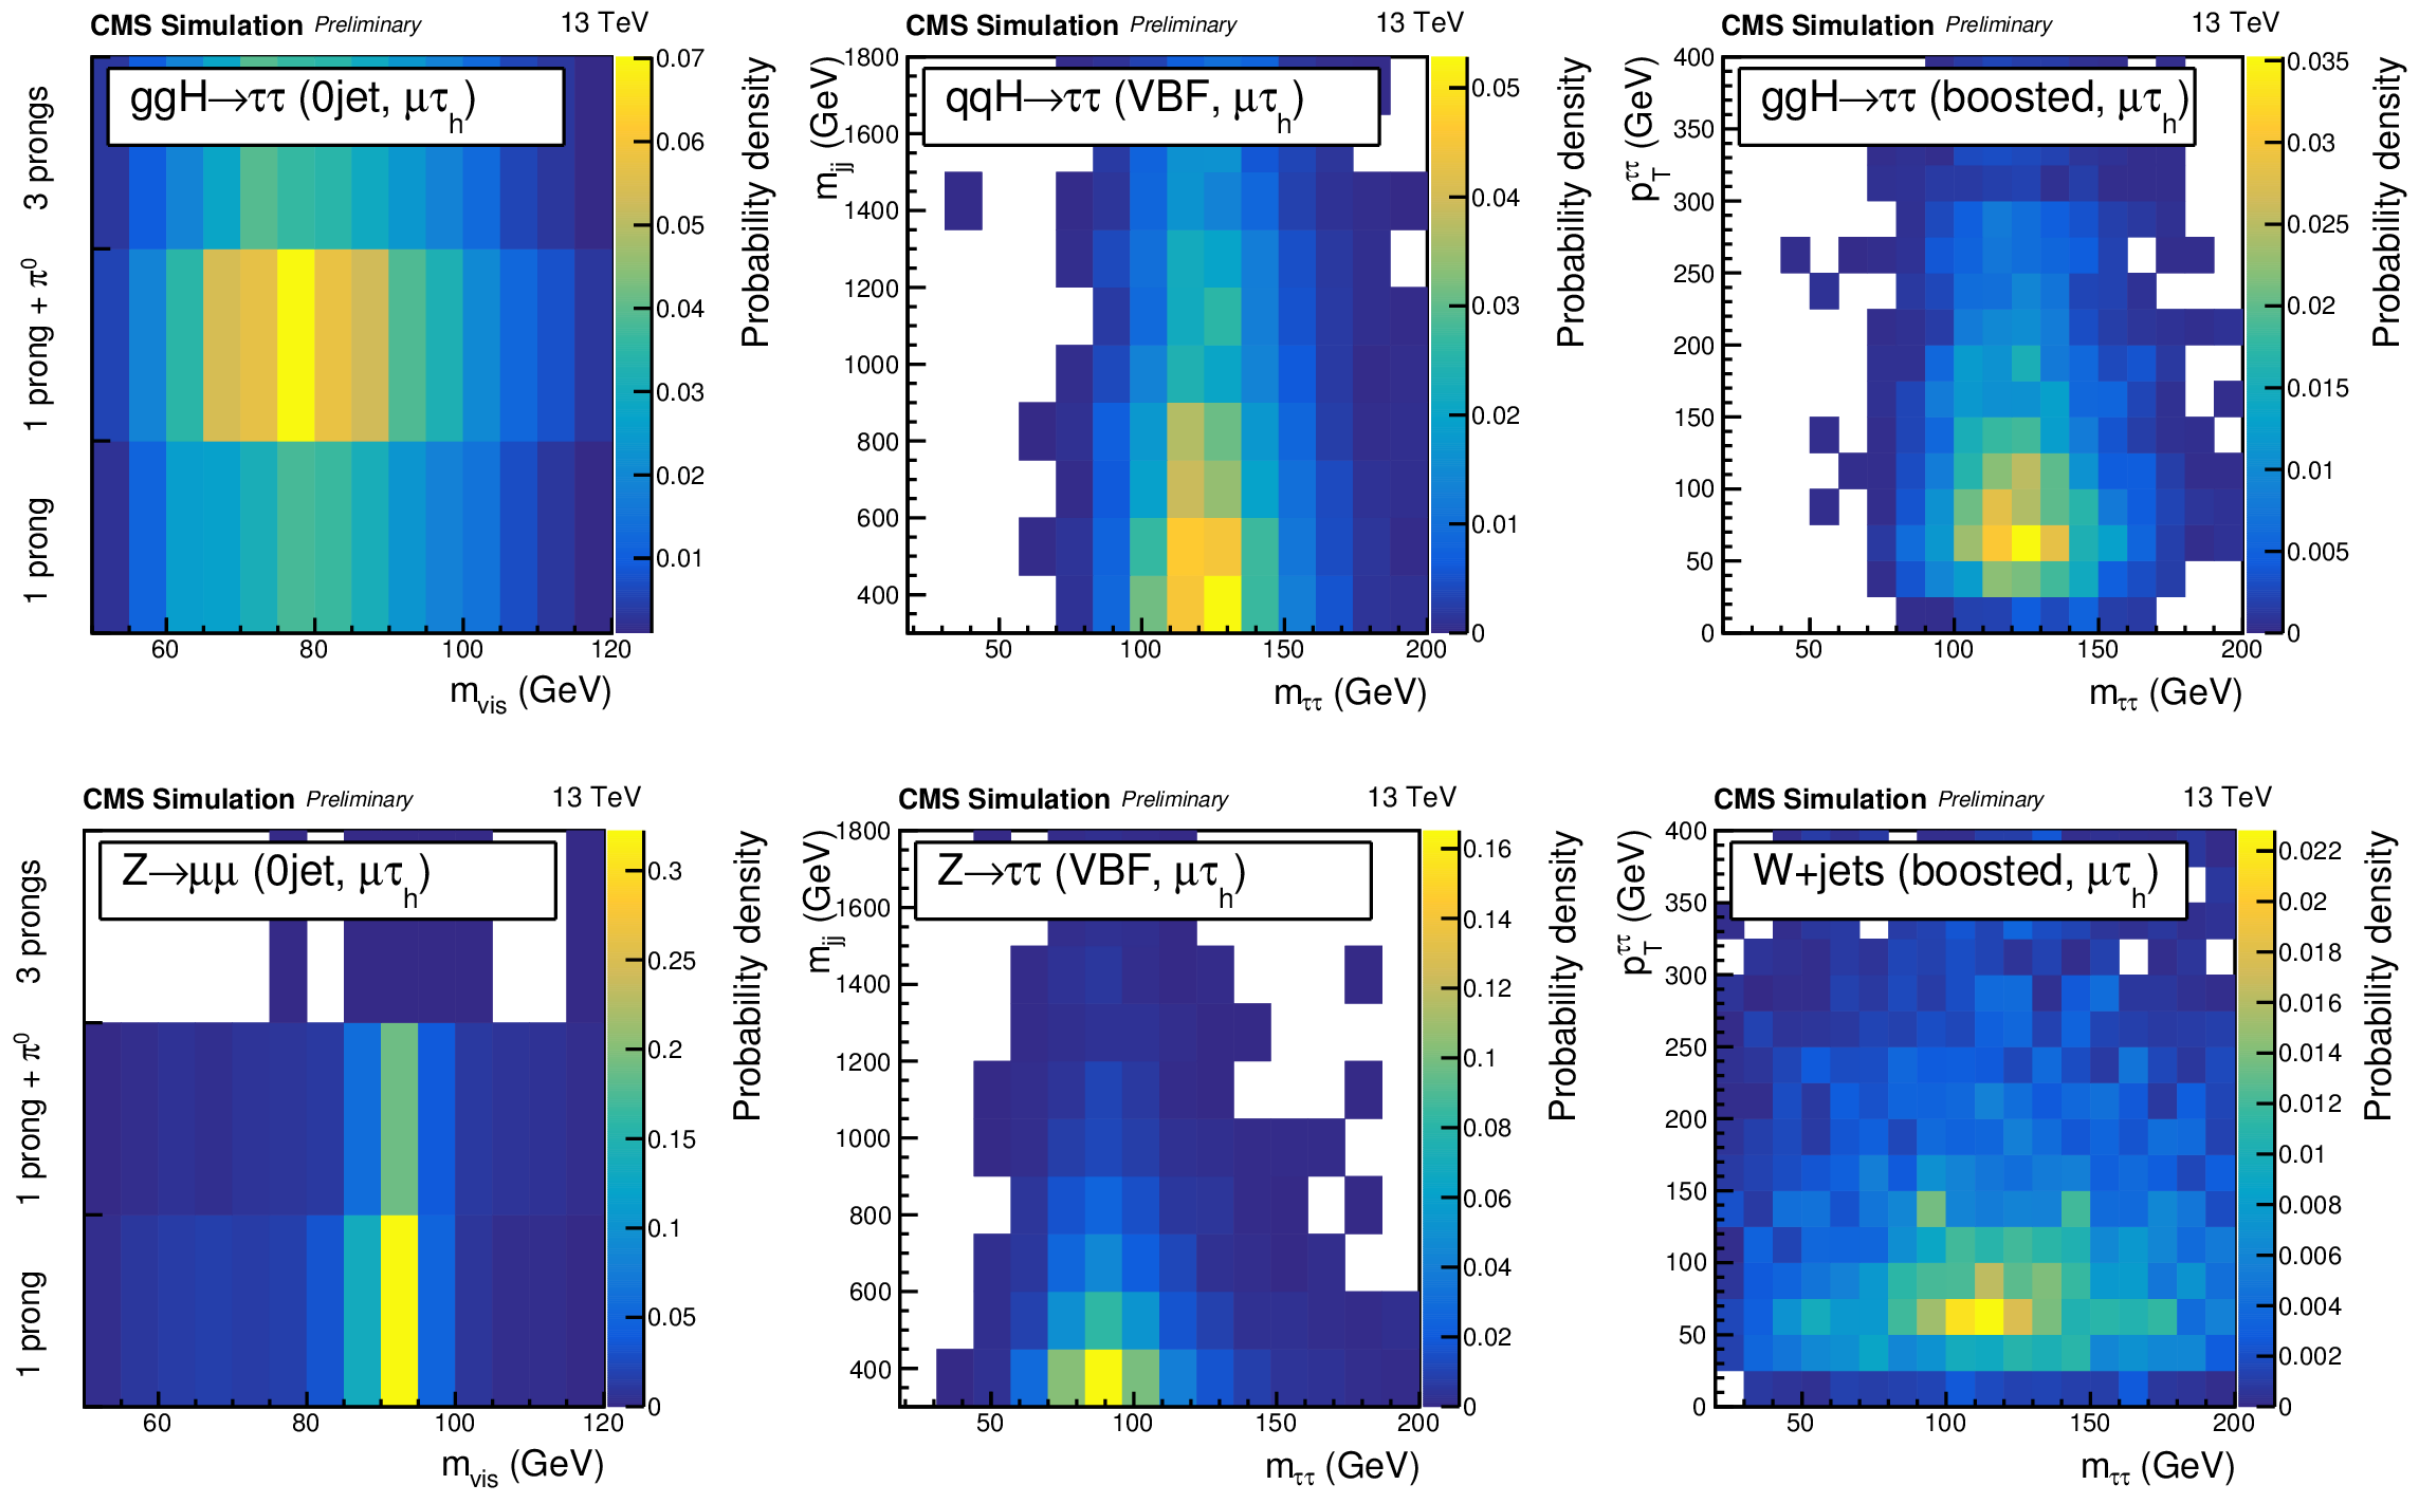 CMS Simulation Preliminary 13 TeV
ggH→ττ (0jet, μτh)
3 prongs
1 prong + π0
1 prong
60 80 100 120
mvis (GeV)
0.07
0.06
0.05
0.04
0.03
0.02
0.01
Probability density
CMS Simulation Preliminary 13 TeV
qqH→ττ (VBF, μτh)
mjj (GeV)
1800
1600
1400
1200
1000
800
600
400
50 100 150 200
mττ (GeV)
0.05
0.04
0.03
0.02
0.01
0
Probability density
CMS Simulation Preliminary 13 TeV
ggH→ττ (boosted, μτh)
pTττ (GeV)
400
350
300
250
200
150
100
50
0
50 100 150 200
mττ (GeV)
0.035
0.03
0.025
0.02
0.015
0.01
0.005
0
Probability density
CMS Simulation Preliminary 13 TeV
Z→μμ (0jet, μτh)
3 prongs
1 prong + π0
1 prong
60 80 100 120
mvis (GeV)
0.3
0.25
0.2
0.15
0.1
0.05
0
Probability density
CMS Simulation Preliminary 13 TeV
Z→ττ (VBF, μτh)
mjj (GeV)
1800
1600
1400
1200
1000
800
600
400
50 100 150 200
mττ (GeV)
0.16
0.14
0.12
0.1
0.08
0.06
0.04
0.02
0
Probability density
CMS Simulation Preliminary 13 TeV
W+jets (boosted, μτh)
pTττ (GeV)
400
350
300
250
200
150
100
50
0
50 100 150 200
mττ (GeV)
0.022
0.02
0.018
0.016
0.014
0.012
0.01
0.008
0.006
0.004
0.002
0
Probability density